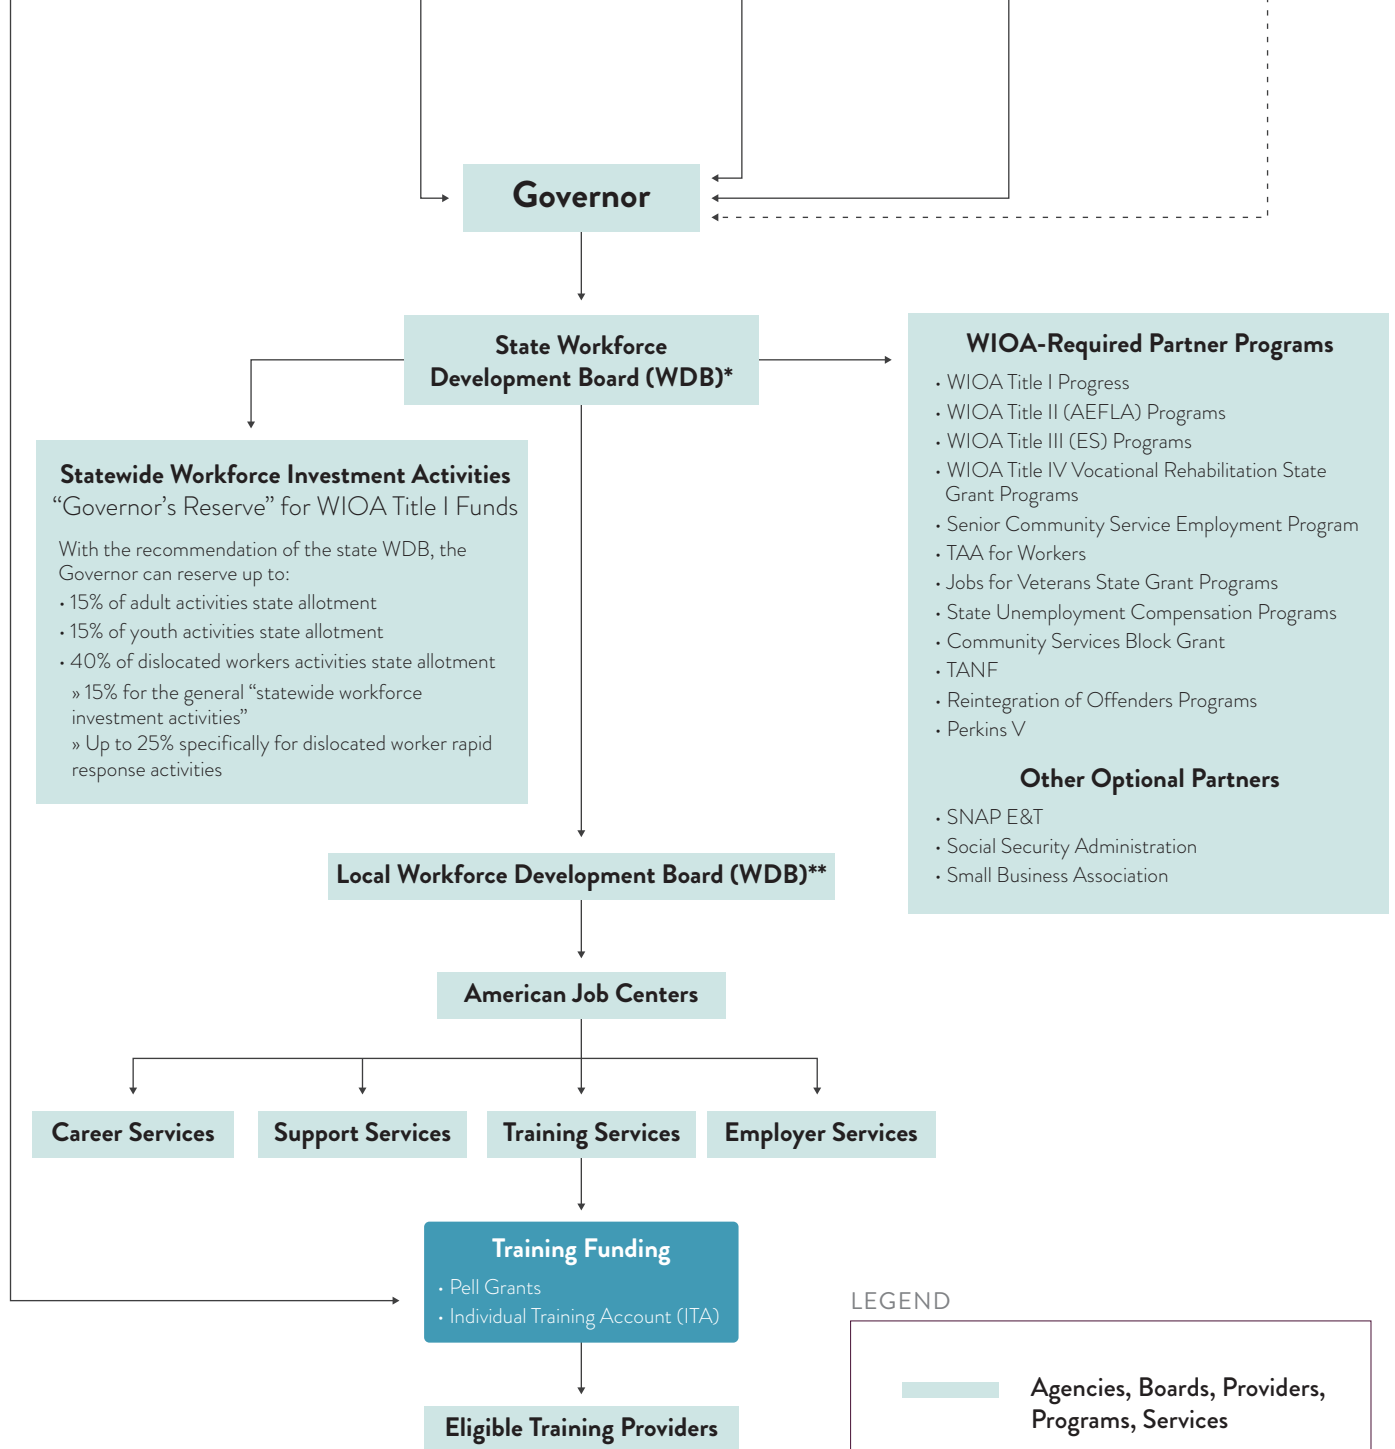 Governor
State Workforce
Development Board (WDB)*
WIOA-Required Partner Programs
• WIOA Title I Progress
• WIOA Title II (AEFLA) Programs
• WIOA Title III (ES) Programs
• WIOA Title IV Vocational Rehabilitation State
Grant Programs
• Senior Community Service Employment Program
• TAA for Workers
• Jobs for Veterans State Grant Programs
• State Unemployment Compensation Programs
• Community Services Block Grant
• TANF
• Reintegration of Offenders Programs
• Perkins V
Other Optional Partners
• SNAP E&T
• Social Security Administration
• Small Business Association
Statewide Workforce Investment Activities
“Governor’s Reserve” for WIOA Title I Funds
With the recommendation of the state WDB, the
Governor can reserve up to:
• 15% of adult activities state allotment
• 15% of youth activities state allotment
• 40% of dislocated workers activities state allotment
» 15% for the general “statewide workforce
investment activities”
» Up to 25% specifically for dislocated worker rapid
response activities
Local Workforce Development Board (WDB)**
American Job Centers
Career Services
Support Services
Training Services
Employer Services
Training Funding
• Pell Grants
• Individual Training Account (ITA)
Eligible Training Providers
LEGEND
Agencies, Boards, Providers,
Programs, Services